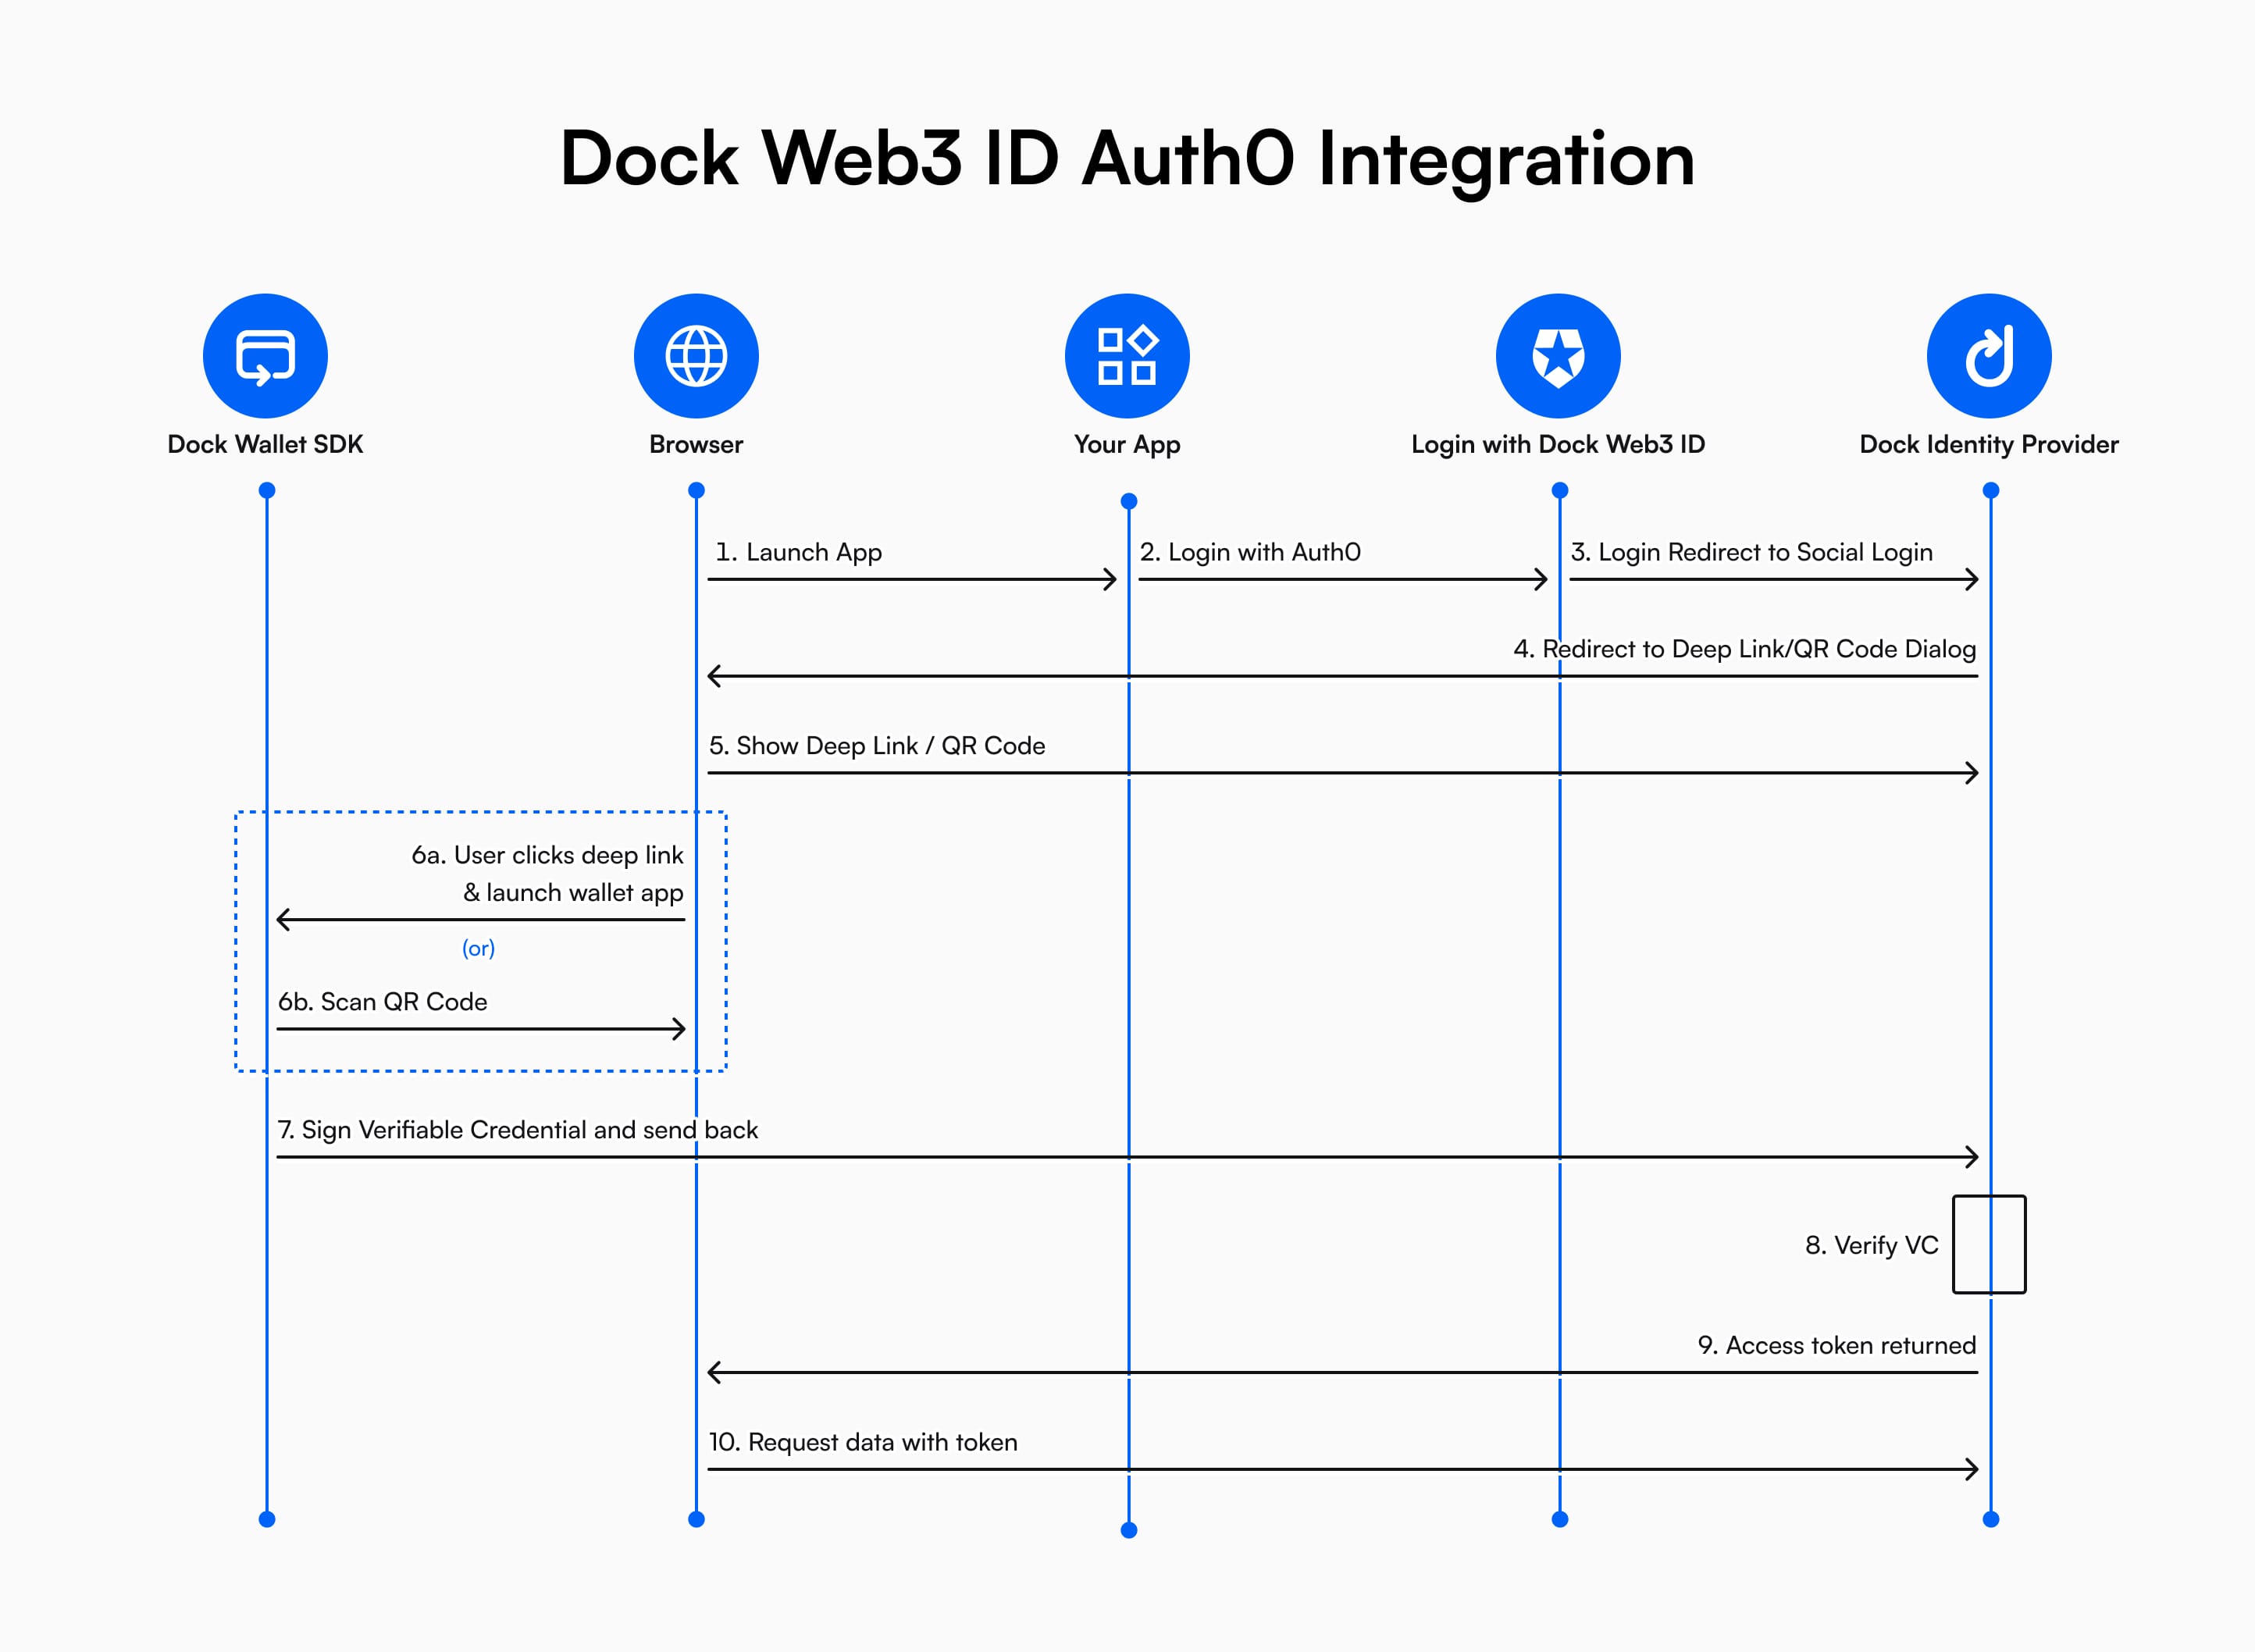 Dock Web3 ID Auth0 Integration
Dock Wallet SDK
Browser
Your App
Login with Dock Web3 ID
Dock Identity Provider
1. Launch App
2. Login with Auth0
3. Login Redirect to Social Login
4. Redirect to Deep Link/QR Code Dialog
5. Show Deep Link / QR Code
6a. User clicks deep link
& launch wallet app
(or)
6b. Scan QR Code
7. Sign Verifiable Credential and send back
8. Verify VC
9. Access token returned
10. Request data with token